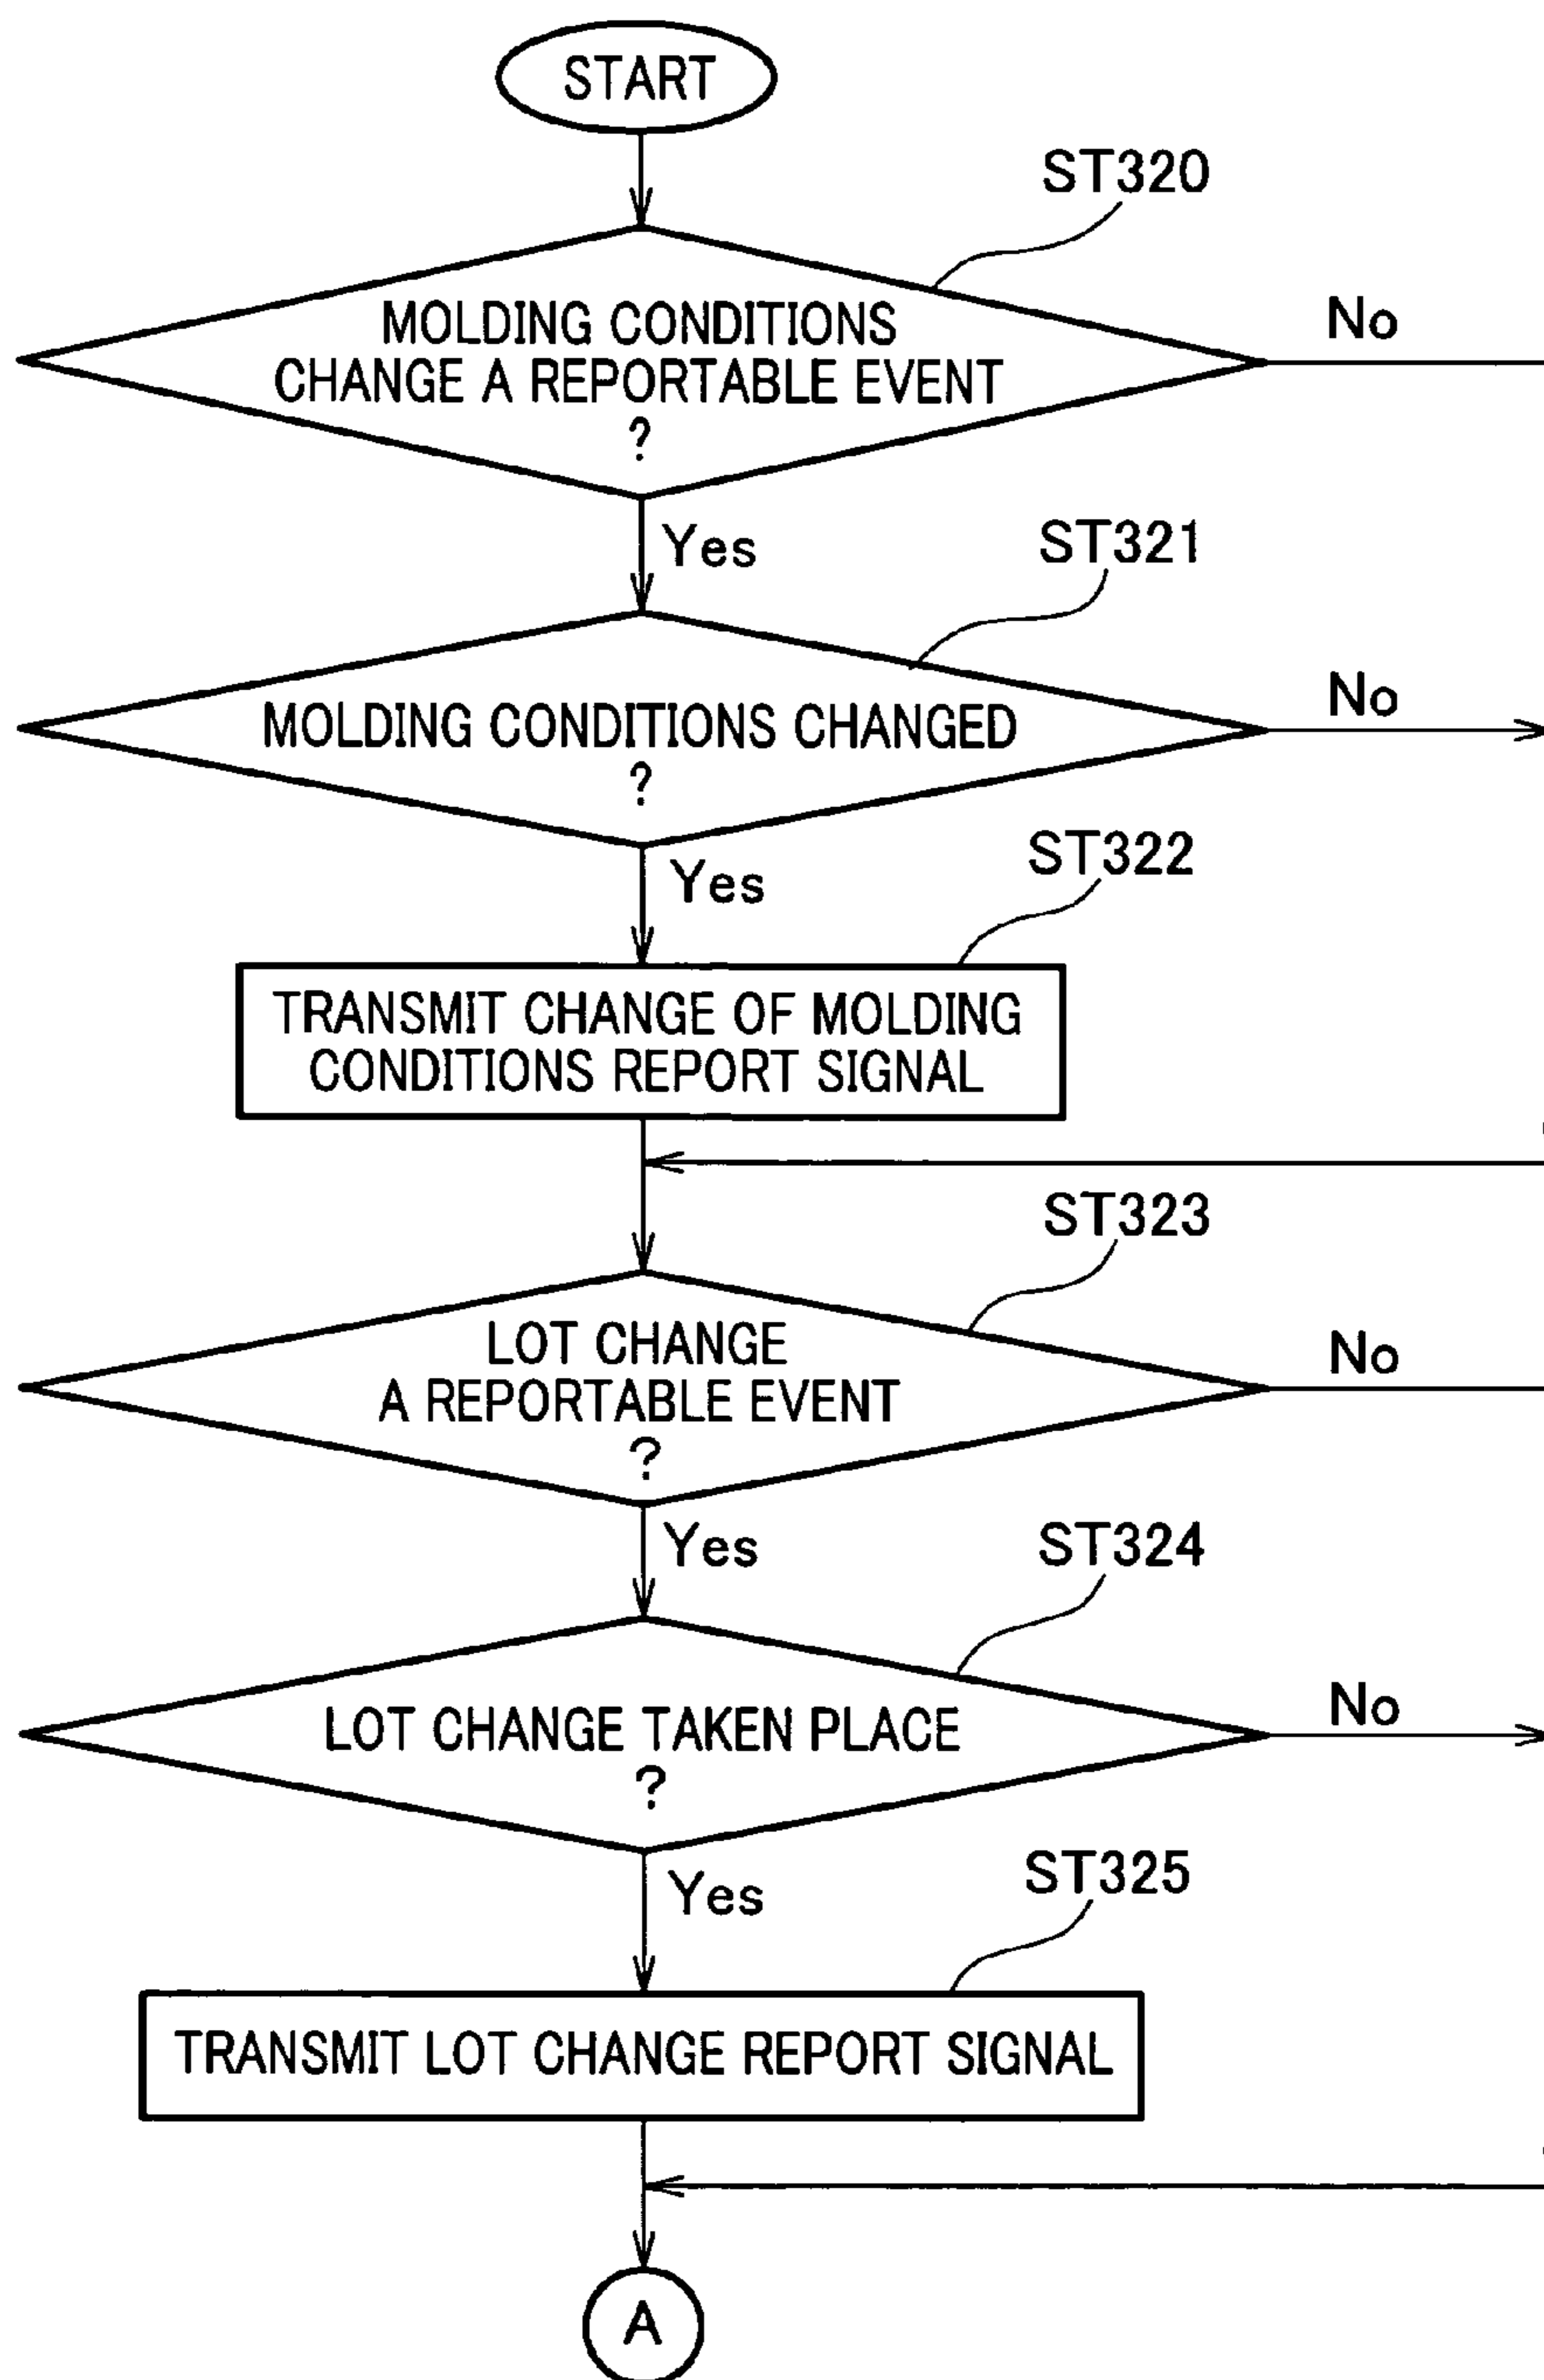 START
ST320
MOLDING CONDITIONS
CHANGE A REPORTABLE EVENT
?
No
Yes
ST321
MOLDING CONDITIONS CHANGED
?
No
Yes
ST322
TRANSMIT CHANGE OF MOLDING
CONDITIONS REPORT SIGNAL
ST323
LOT CHANGE
A REPORTABLE EVENT
?
No
Yes
ST324
LOT CHANGE TAKEN PLACE
?
No
Yes
ST325
TRANSMIT LOT CHANGE REPORT SIGNAL
A